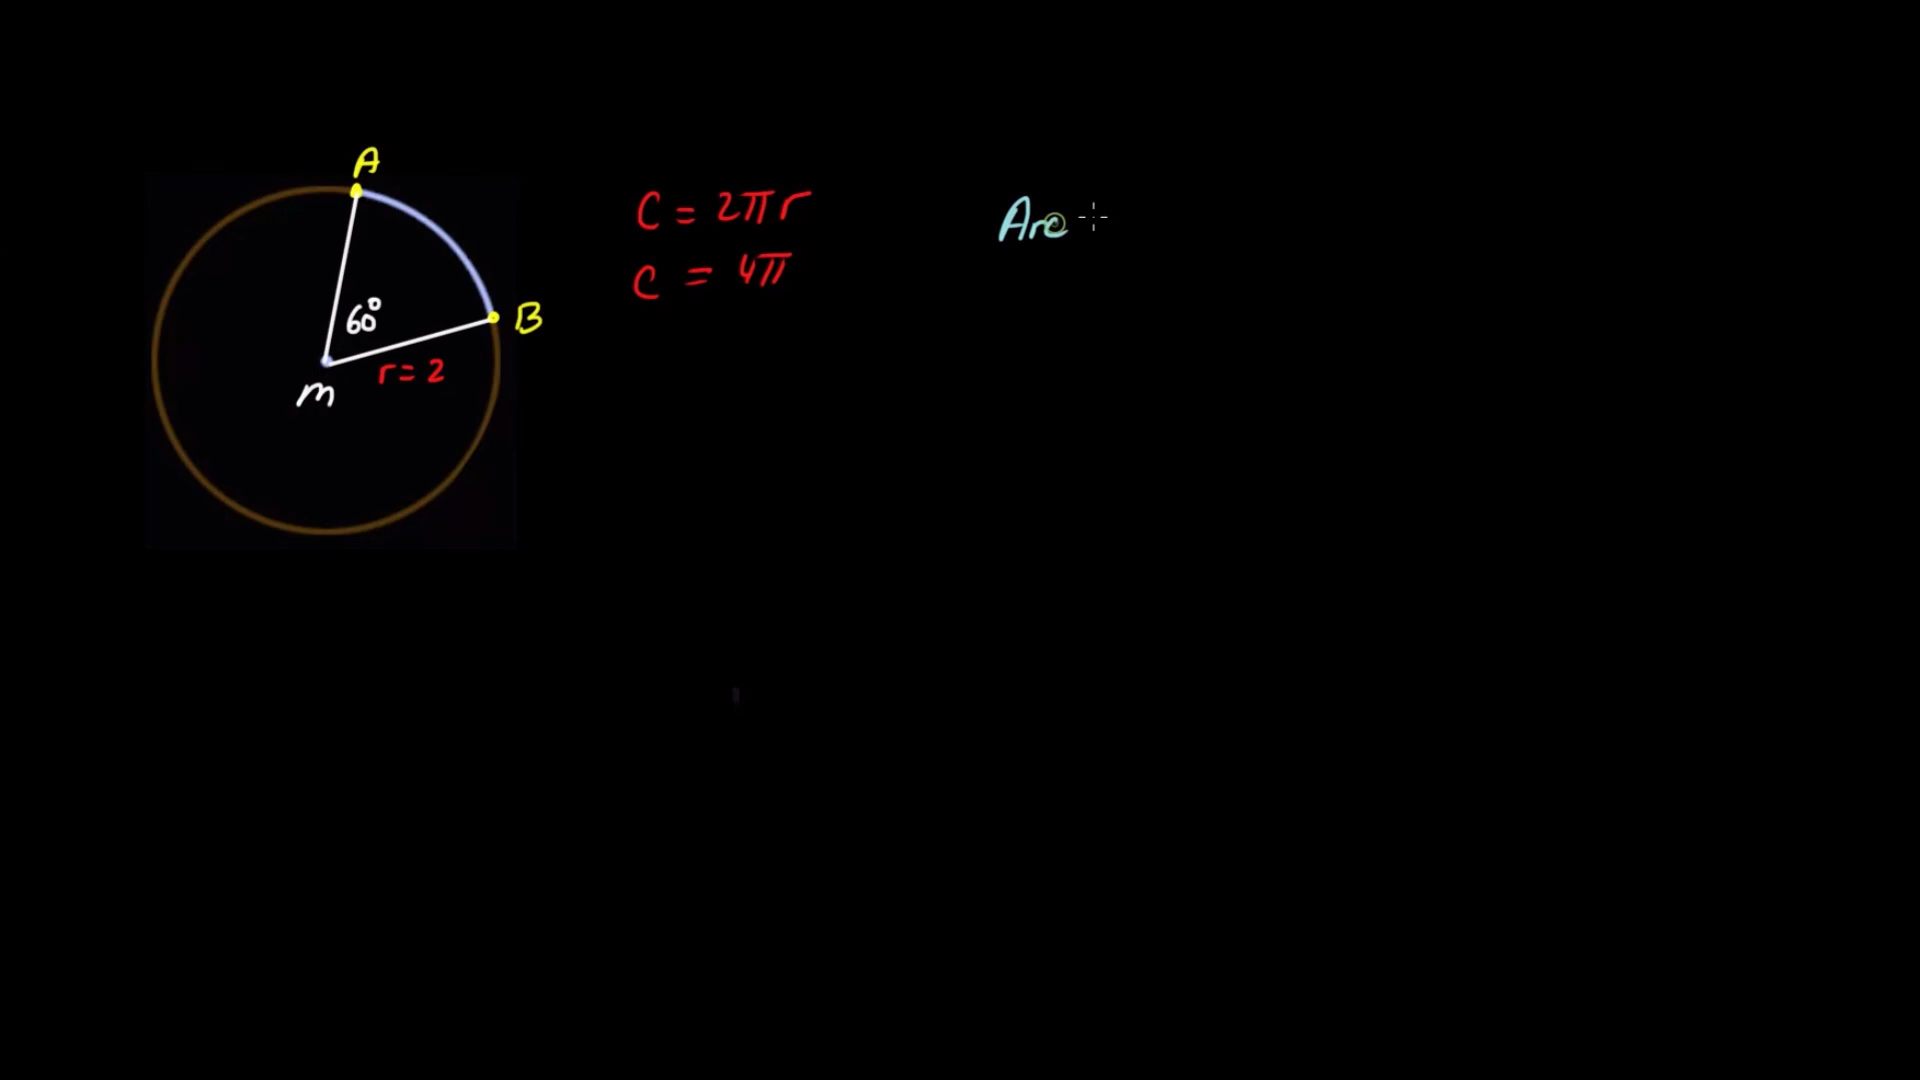 A
60°
B
r = 2
m
C = 2πr
C = 4π
Arc